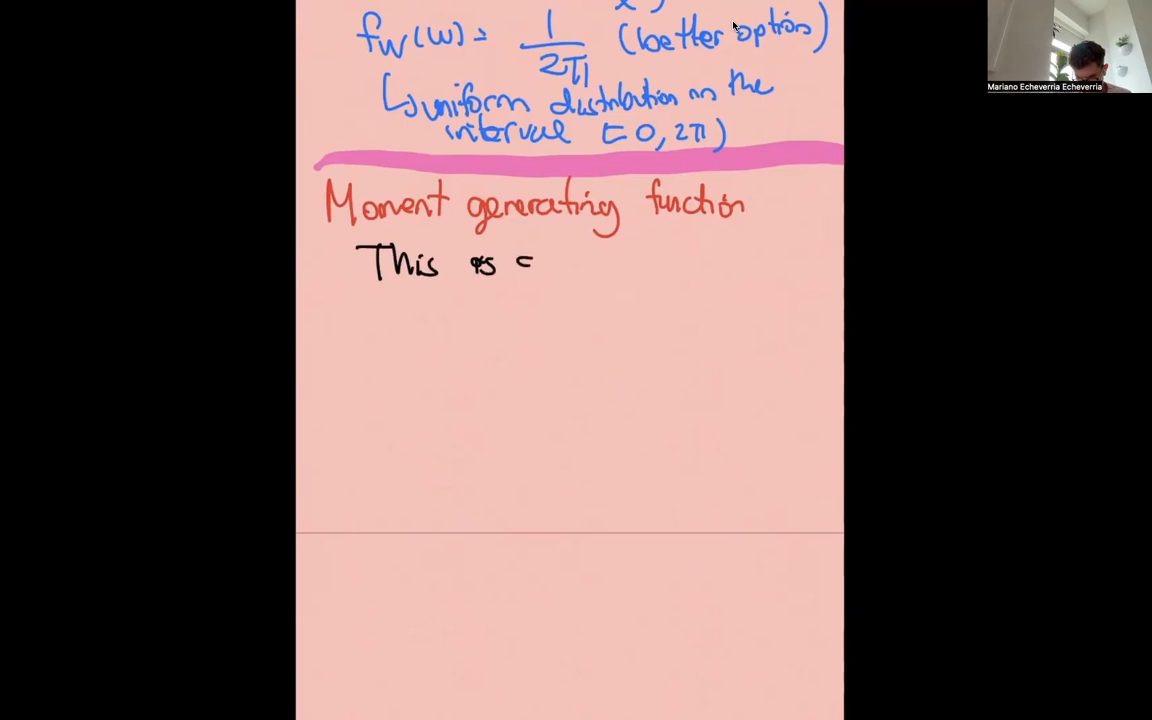 f_W(w) = 1/2π (better option)
↳ uniform distribution on the
interval [0, 2π)
Moment generating function
This is
Mariano Echeverria Echeverria